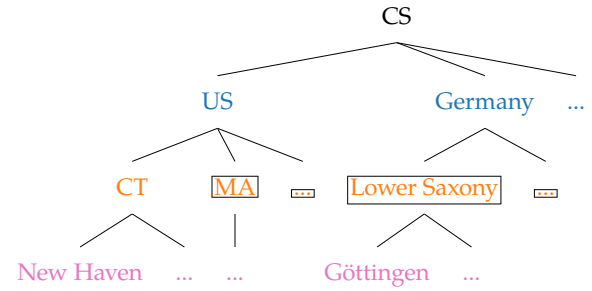 CS
US Germany ...
CT MA ... Lower Saxony ...
New Haven ... ... Göttingen ...